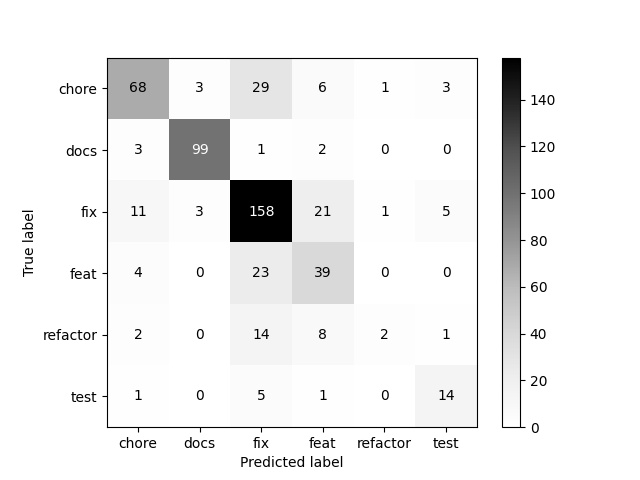 chore 68 3 29 6 1 3
docs 3 99 1 2 0 0
fix 11 3 158 21 1 5
feat 4 0 23 39 0 0
refactor 2 0 14 8 2 1
test 1 0 5 1 0 14
chore docs fix feat refactor test
Predicted label
True label
140
120
100
80
60
40
20
0